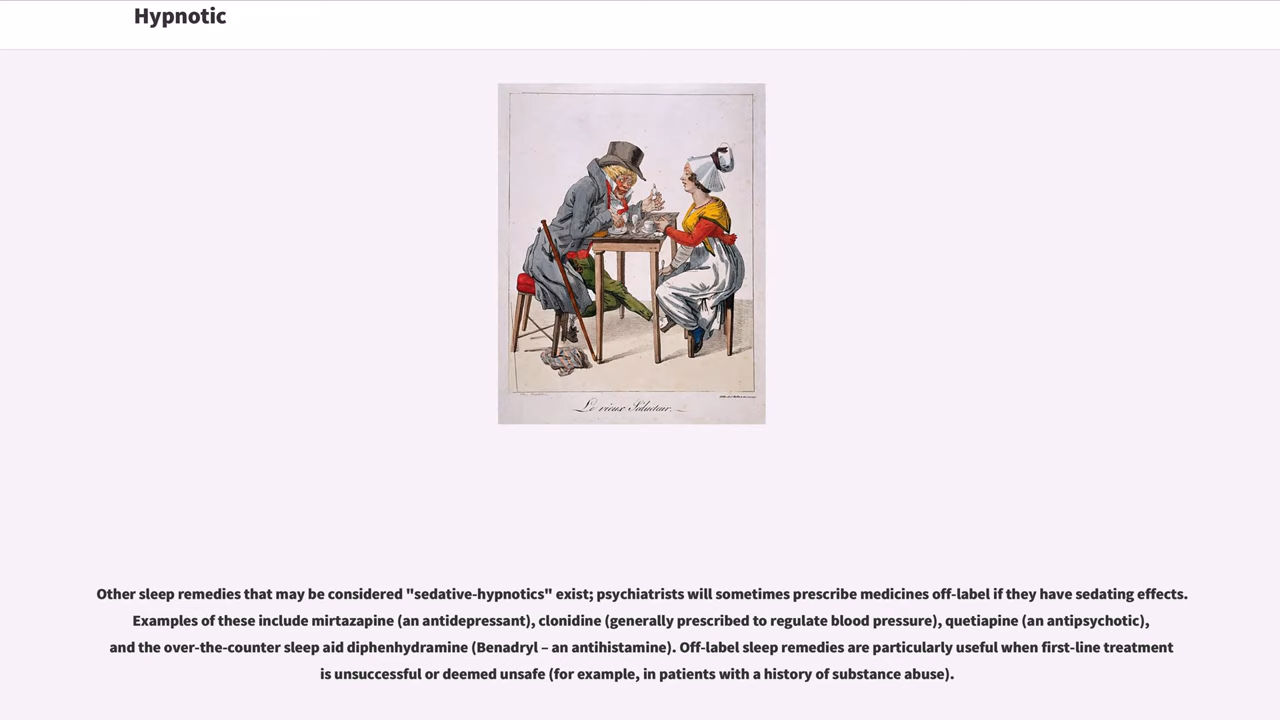 Hypnotic
Le vieux Séducteur.
Other sleep remedies that may be considered "sedative-hypnotics" exist; psychiatrists will sometimes prescribe medicines off-label if they have sedating effects.
Examples of these include mirtazapine (an antidepressant), clonidine (generally prescribed to regulate blood pressure), quetiapine (an antipsychotic),
and the over-the-counter sleep aid diphenhydramine (Benadryl – an antihistamine). Off-label sleep remedies are particularly useful when first-line treatment
is unsuccessful or deemed unsafe (for example, in patients with a history of substance abuse).